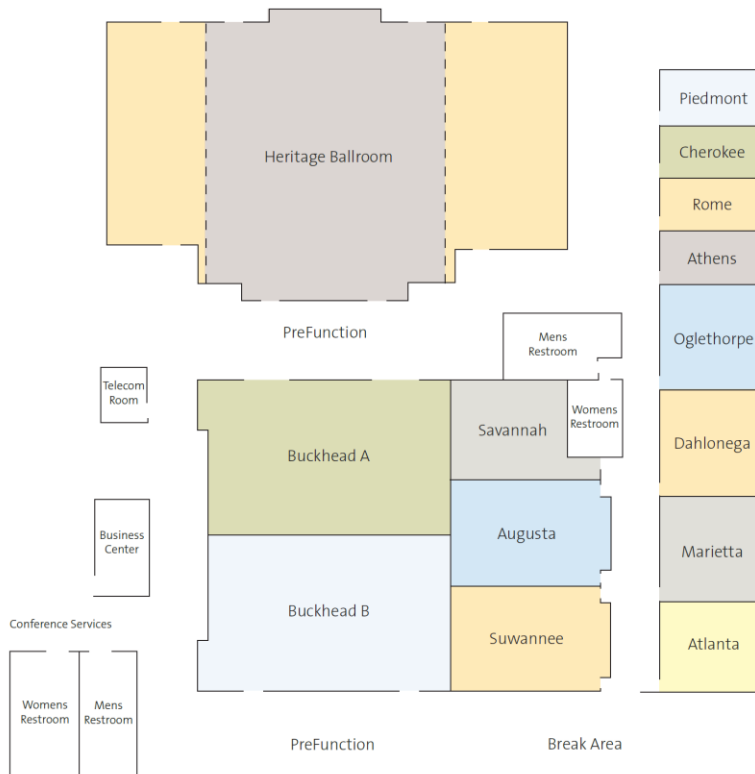 Heritage Ballroom
Piedmont
Cherokee
Rome
Athens
Oglethorpe
Dahlonega
Marietta
Atlanta
PreFunction
Mens
Restroom
Telecom
Room
Savannah
Womens
Restroom
Buckhead A
Augusta
Business
Center
Buckhead B
Suwannee
Conference Services
Womens
Restroom
Mens
Restroom
PreFunction
Break Area